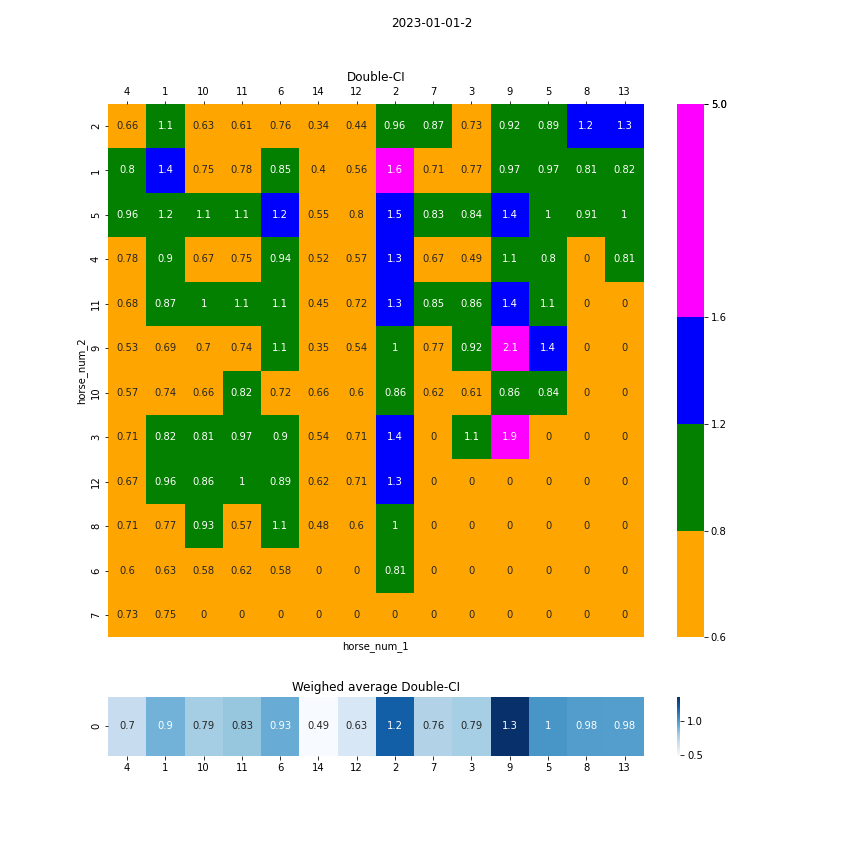 2023-01-01-2
Double-CI
4 1 10 11 6 14 12 2 7 3 9 5 8 13
2 0.66 1.1 0.63 0.61 0.76 0.34 0.44 0.96 0.87 0.73 0.92 0.89 1.2 1.3
1 0.8 1.4 0.75 0.78 0.85 0.4 0.56 1.6 0.71 0.77 0.97 0.97 0.81 0.82
5 0.96 1.2 1.1 1.1 1.2 0.55 0.8 1.5 0.83 0.84 1.4 1 0.91 1
4 0.78 0.9 0.67 0.75 0.94 0.52 0.57 1.3 0.67 0.49 1.1 0.8 0 0.81
11 0.68 0.87 1 1.1 1.1 0.45 0.72 1.3 0.85 0.86 1.4 1.1 0 0
9 0.53 0.69 0.7 0.74 1.1 0.35 0.54 1 0.77 0.92 2.1 1.4 0 0
10 0.57 0.74 0.66 0.82 0.72 0.66 0.6 0.86 0.62 0.61 0.86 0.84 0 0
3 0.71 0.82 0.81 0.97 0.9 0.54 0.71 1.4 0 1.1 1.9 0 0 0
12 0.67 0.96 0.86 1 0.89 0.62 0.71 1.3 0 0 0 0 0 0
8 0.71 0.77 0.93 0.57 1.1 0.48 0.6 1 0 0 0 0 0 0
6 0.6 0.63 0.58 0.62 0.58 0 0 0.81 0 0 0 0 0 0
7 0.73 0.75 0 0 0 0 0 0 0 0 0 0 0 0
horse_num_2
horse_num_1
5.0
1.6
1.2
0.8
0.6
Weighed average Double-CI
0 0.7 0.9 0.79 0.83 0.93 0.49 0.63 1.2 0.76 0.79 1.3 1 0.98 0.98
4 1 10 11 6 14 12 2 7 3 9 5 8 13
1.0
0.5